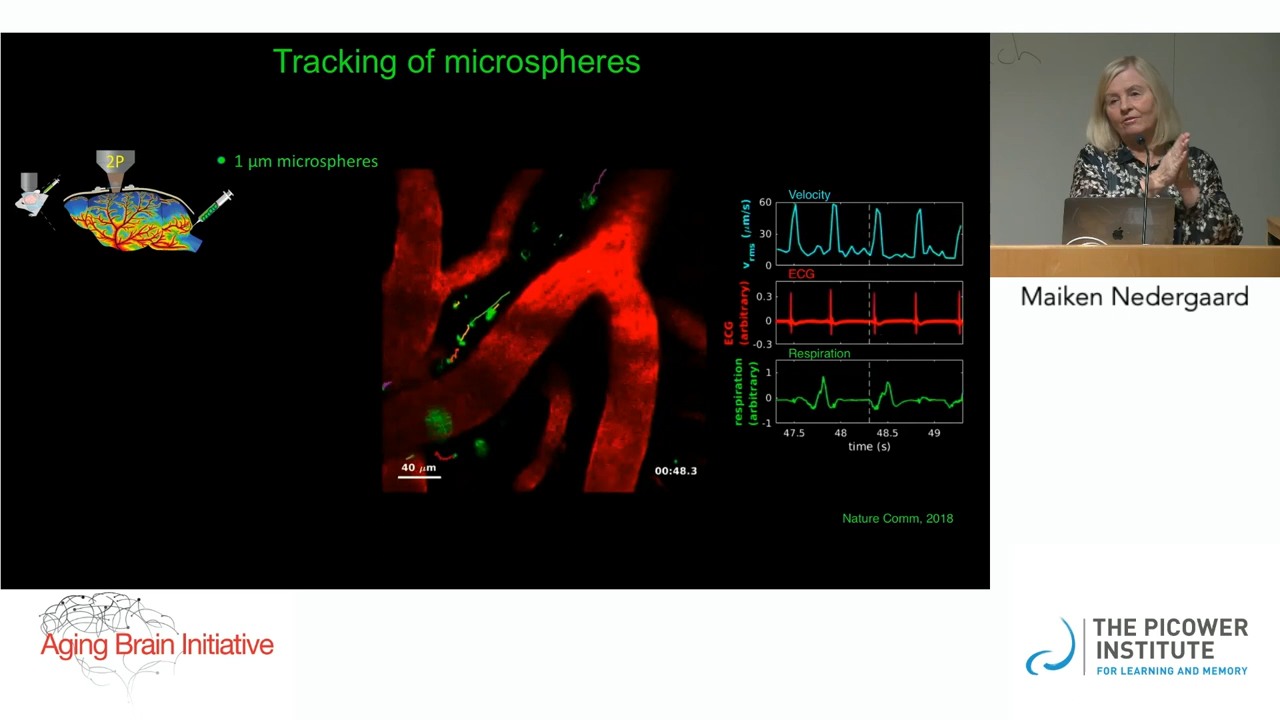 Tracking of microspheres
2P
• 1 μm microspheres
40 μm
00:48.3
Velocity
v rms (μm/s)
60
30
0
ECG
ECG (arbitrary)
0.3
0
-0.3
Respiration
respiration (arbitrary)
1
0
-1
47.5 48 48.5 49
time (s)
Nature Comm, 2018
ch
Maiken Nedergaard
Aging Brain Initiative
THE PICOWER
INSTITUTE
FOR LEARNING AND MEMORY